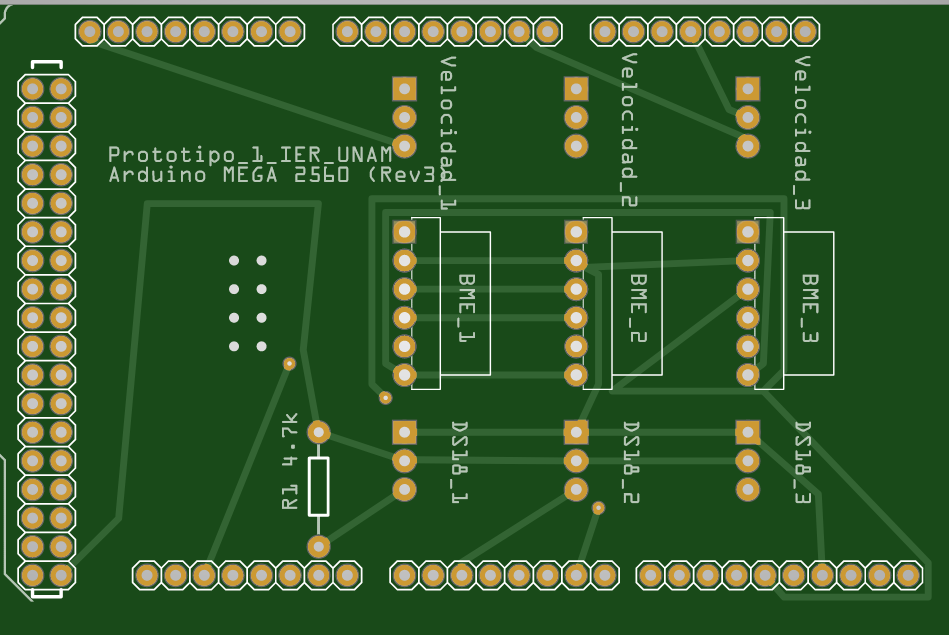 Velocidad_1
Velocidad_2
Velocidad_3
Prototipo_1_IER_UNAM
Arduino MEGA 2560 (Rev3)
BME_1
BME_2
BME_3
R1 4.7k
DS18_1
DS18_2
DS18_3